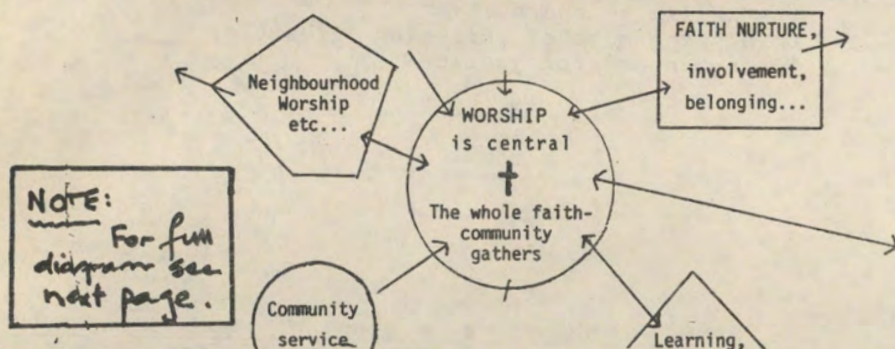 Neighbourhood
Worship
etc...
FAITH NURTURE,
involvement,
belonging...
WORSHIP
is central
The whole faith-
community
gathers
NOTE:
For full
diagram see
next page.
Community
service
Learning,